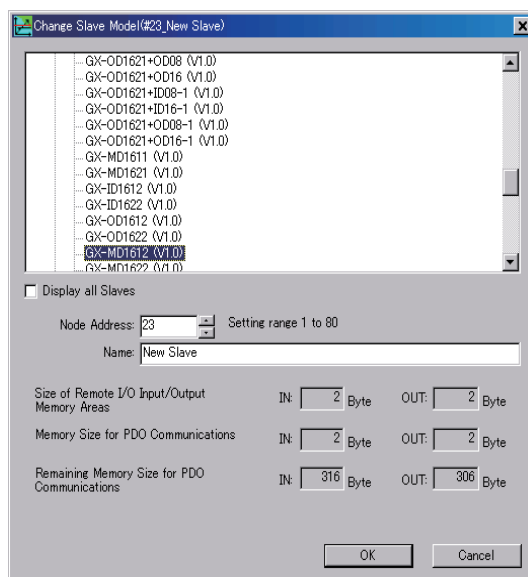 Change Slave Model(#23_New Slave)
GX-OD1621+OD08 (V1.0)
GX-OD1621+OD16 (V1.0)
GX-OD1621+ID08-1 (V1.0)
GX-OD1621+ID16-1 (V1.0)
GX-OD1621+OD08-1 (V1.0)
GX-OD1621+OD16-1 (V1.0)
GX-MD1611 (V1.0)
GX-MD1621 (V1.0)
GX-ID1612 (V1.0)
GX-ID1622 (V1.0)
GX-OD1612 (V1.0)
GX-OD1622 (V1.0)
GX-MD1612 (V1.0)
GX-MD1622 (V1.0)
Display all Slaves
Node Address: 23 Setting range 1 to 80
Name: New Slave
Size of Remote I/O Input/Output
Memory Areas
IN: 2 Byte OUT: 2 Byte
Memory Size for PDO Communications IN: 2 Byte OUT: 2 Byte
Remaining Memory Size for PDO
Communications
IN: 316 Byte OUT: 306 Byte
OK Cancel